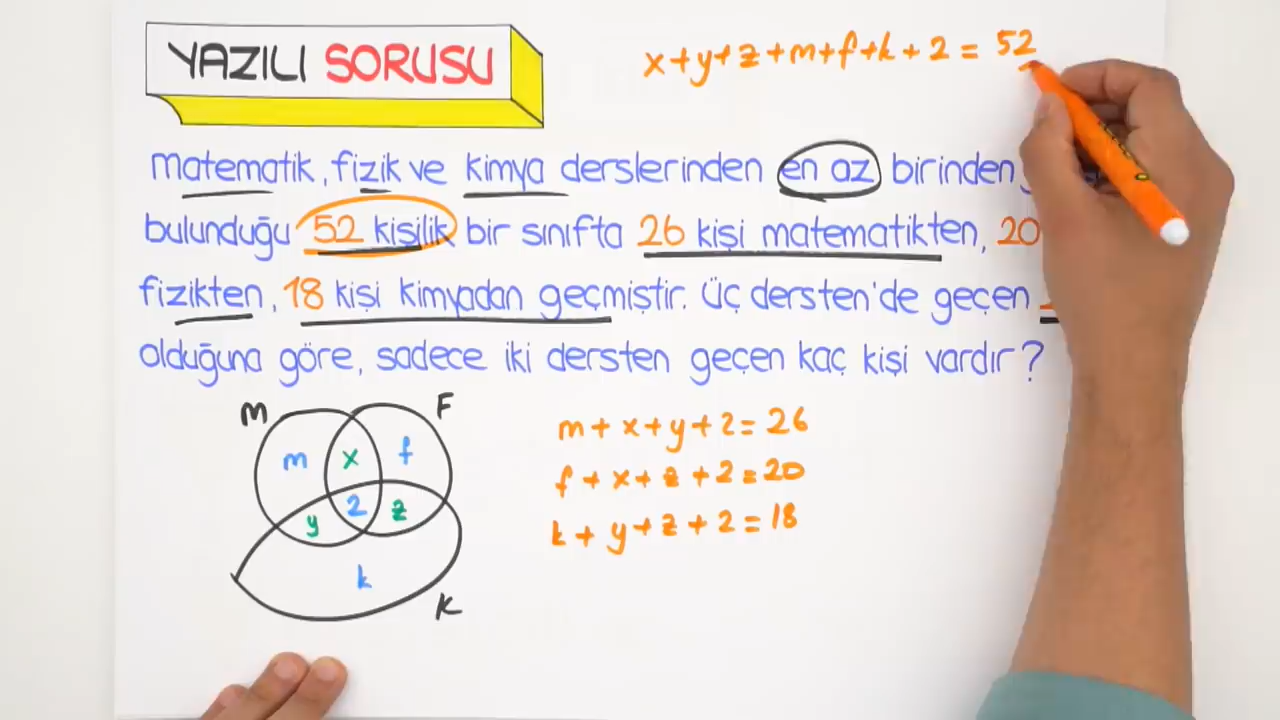 YAZILI SORUSU
x+y+z+m+f+k+2 = 52
matematik, fizik ve kimya derslerinden en az birinden
bulunduğu 52 kişilik bir sınıfta 26 kişi matematikten, 20
fizikten, 18 kişi kimyadan geçmiştir. Üç dersten'de geçen
olduğuna göre, sadece iki dersten geçen kaç kişi vardır?
M F
m x f
y 2 z
k
K
m+x+y+2=26
f+x+z+2=20
k+y+z+2=18